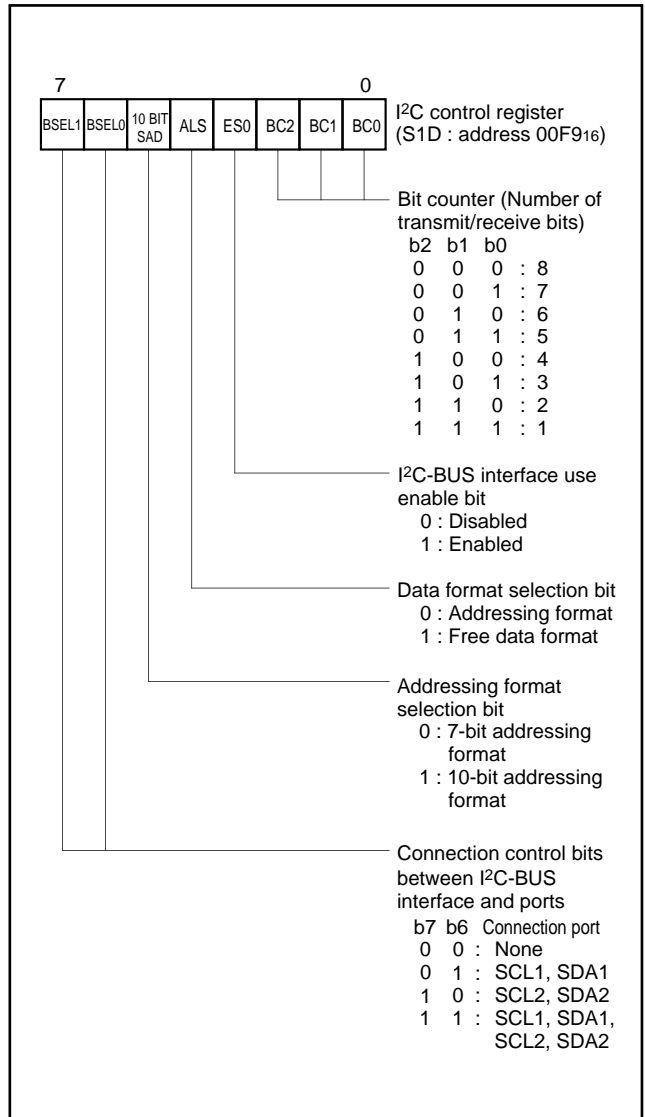 7 0
BSEL1 BSEL0 10 BIT SAD ALS ES0 BC2 BC1 BC0
I2C control register
(S1D : address 00F916)
Bit counter (Number of
transmit/receive bits)
b2 b1 b0
0 0 0 : 8
0 0 1 : 7
0 1 0 : 6
0 1 1 : 5
1 0 0 : 4
1 0 1 : 3
1 1 0 : 2
1 1 1 : 1
I2C-BUS interface use
enable bit
0 : Disabled
1 : Enabled
Data format selection bit
0 : Addressing format
1 : Free data format
Addressing format
selection bit
0 : 7-bit addressing
format
1 : 10-bit addressing
format
Connection control bits
between I2C-BUS
interface and ports
b7 b6 Connection port
0 0 : None
0 1 : SCL1, SDA1
1 0 : SCL2, SDA2
1 1 : SCL1, SDA1,
SCL2, SDA2